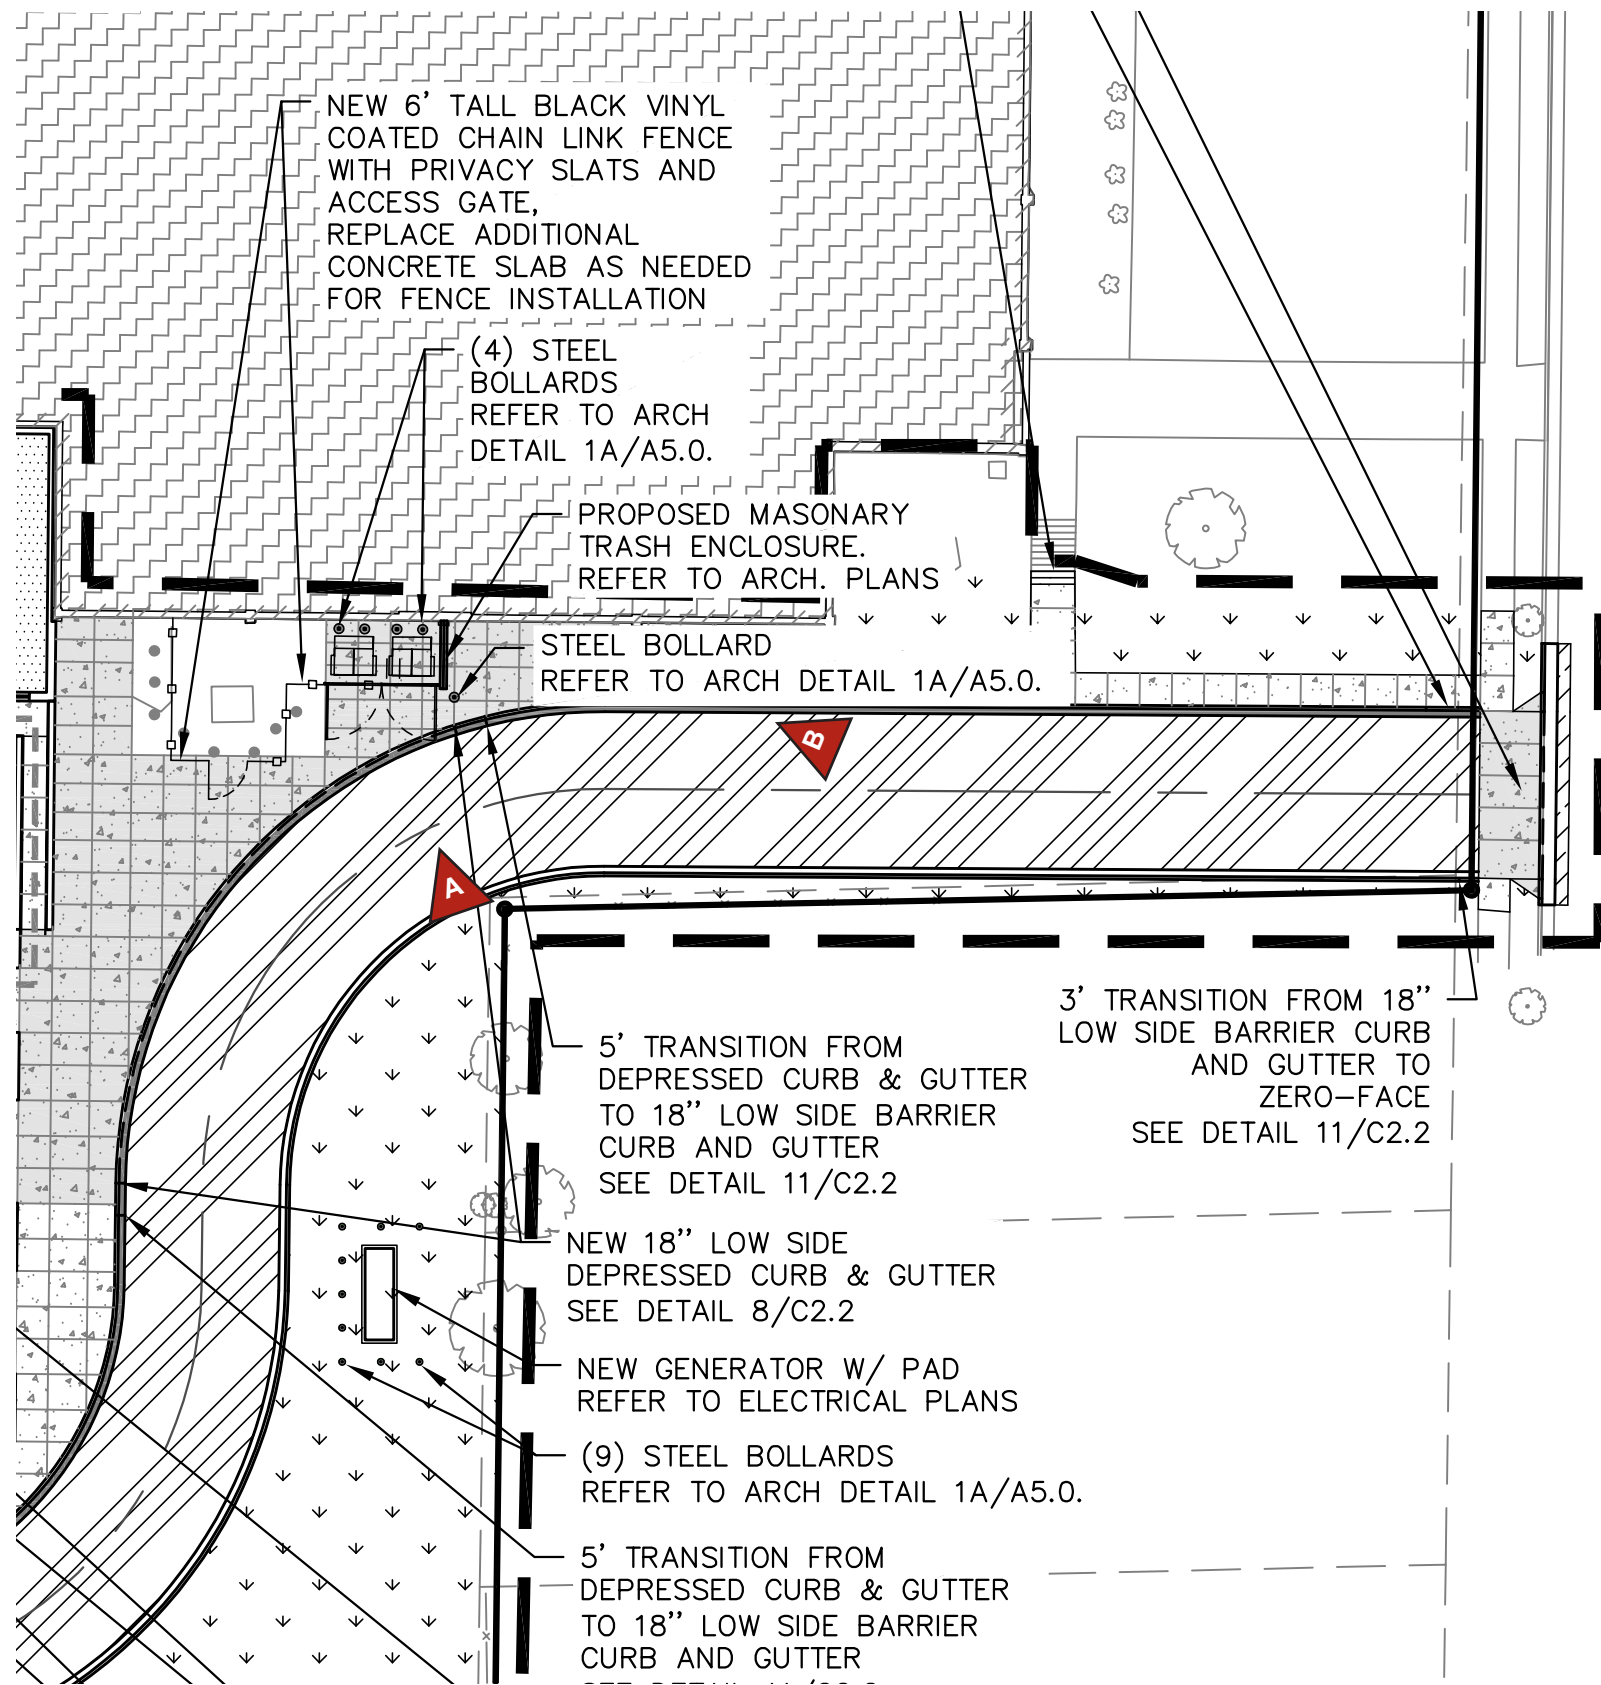 NEW 6’ TALL BLACK VINYL
COATED CHAIN LINK FENCE
WITH PRIVACY SLATS AND
ACCESS GATE,
REPLACE ADDITIONAL
CONCRETE SLAB AS NEEDED
FOR FENCE INSTALLATION
(4) STEEL
BOLLARDS
REFER TO ARCH
DETAIL 1A/A5.0.
PROPOSED MASONARY
TRASH ENCLOSURE.
REFER TO ARCH. PLANS
STEEL BOLLARD
REFER TO ARCH DETAIL 1A/A5.0.
B
A
3’ TRANSITION FROM 18’’
LOW SIDE BARRIER CURB
AND GUTTER TO
ZERO–FACE
SEE DETAIL 11/C2.2
5’ TRANSITION FROM
DEPRESSED CURB & GUTTER
TO 18’’ LOW SIDE BARRIER
CURB AND GUTTER
SEE DETAIL 11/C2.2
NEW 18’’ LOW SIDE
DEPRESSED CURB & GUTTER
SEE DETAIL 8/C2.2
NEW GENERATOR W/ PAD
REFER TO ELECTRICAL PLANS
(9) STEEL BOLLARDS
REFER TO ARCH DETAIL 1A/A5.0.
5’ TRANSITION FROM
DEPRESSED CURB & GUTTER
TO 18’’ LOW SIDE BARRIER
CURB AND GUTTER